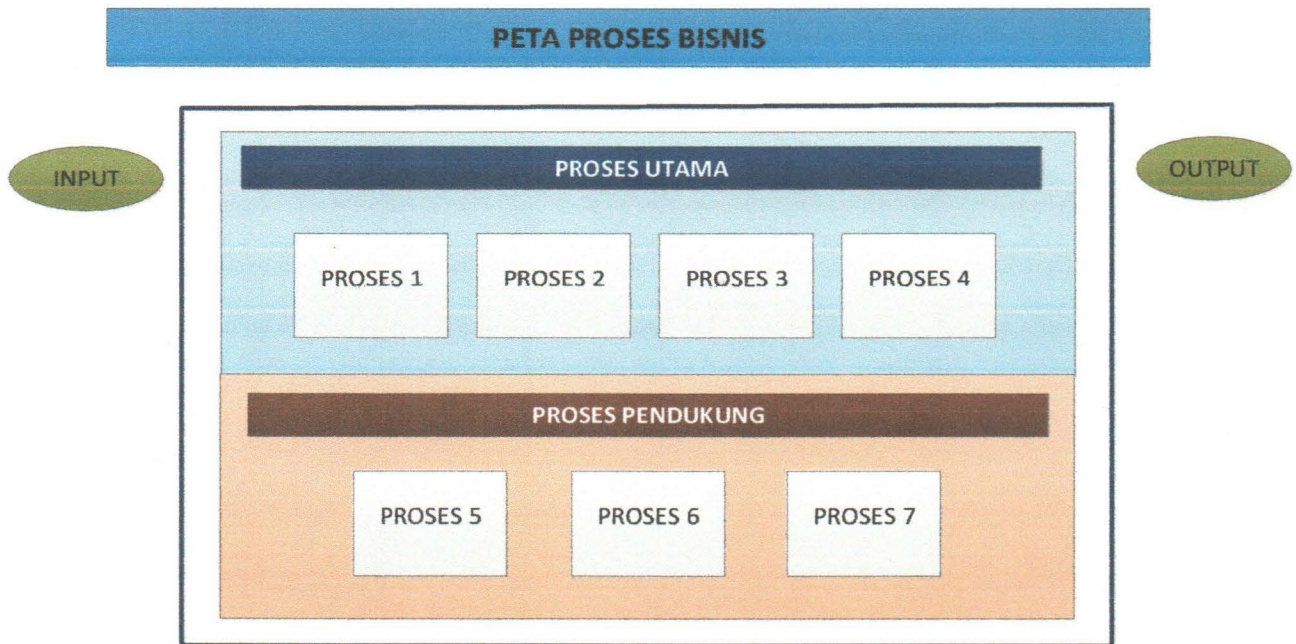 PETA PROSES BISNIS
INPUT
OUTPUT
PROSES UTAMA
PROSES 1
PROSES 2
PROSES 3
PROSES 4
PROSES PENDUKUNG
PROSES 5
PROSES 6
PROSES 7